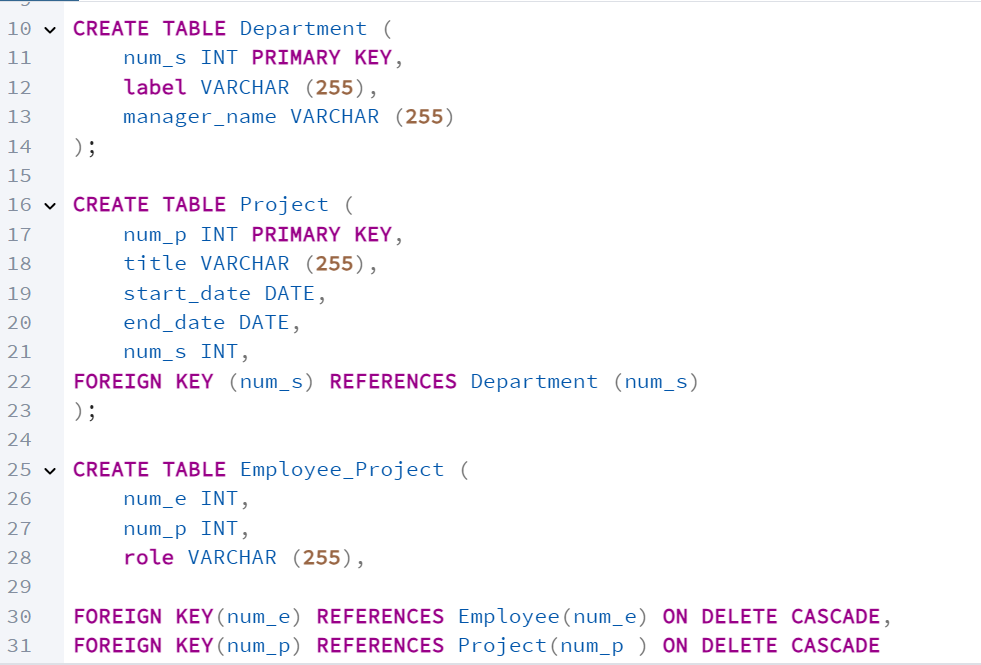 10 CREATE TABLE Department (
11 num_s INT PRIMARY KEY,
12 label VARCHAR (255),
13 manager_name VARCHAR (255)
14 );
15
16 CREATE TABLE Project (
17 num_p INT PRIMARY KEY,
18 title VARCHAR (255),
19 start_date DATE,
20 end_date DATE,
21 num_s INT,
22 FOREIGN KEY (num_s) REFERENCES Department (num_s)
23 );
24
25 CREATE TABLE Employee_Project (
26 num_e INT,
27 num_p INT,
28 role VARCHAR (255),
29
30 FOREIGN KEY(num_e) REFERENCES Employee(num_e) ON DELETE CASCADE,
31 FOREIGN KEY(num_p) REFERENCES Project(num_p ) ON DELETE CASCADE